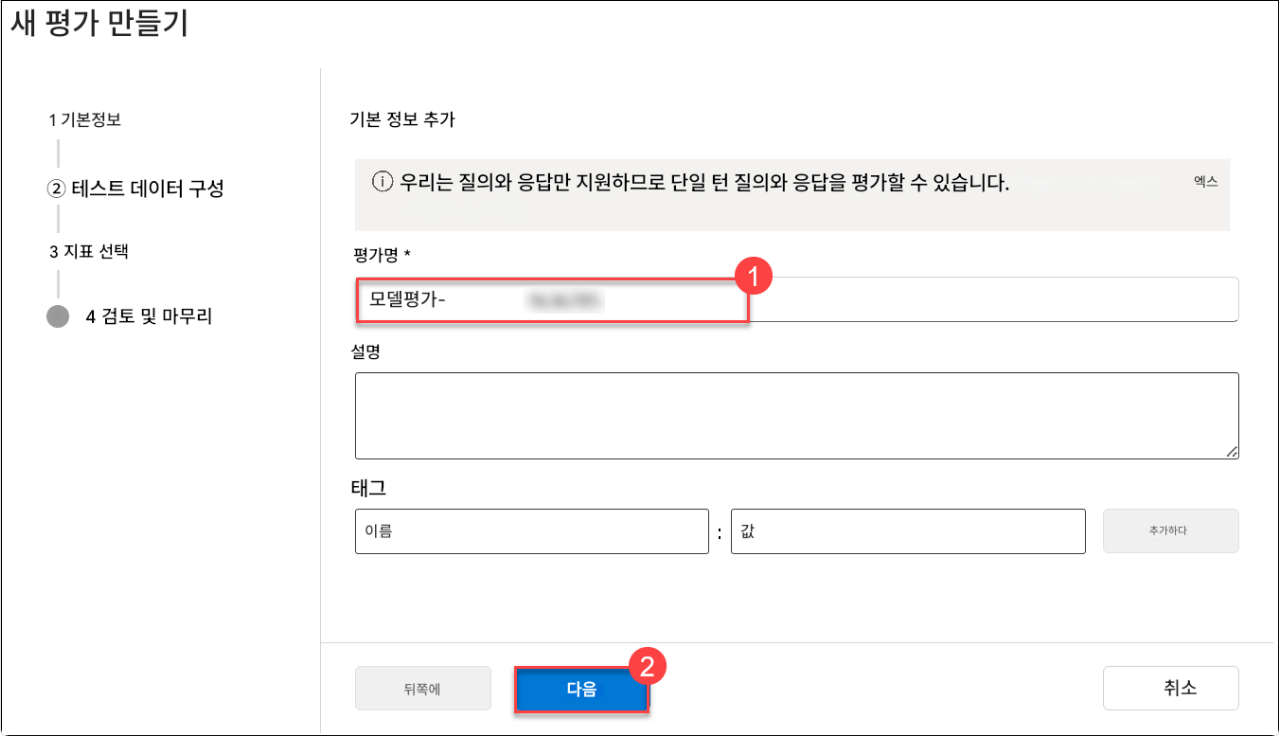 새 평가 만들기
1 기본정보
② 테스트 데이터 구성
3 지표 선택
4 검토 및 마무리
기본 정보 추가
ⓘ 우리는 질의와 응답만 지원하므로 단일 턴 질의와 응답을 평가할 수 있습니다.
엑스
평가명 *
1
모델평가-
설명
태그
이름 : 값
추가하다
뒤쪽에
2
다음
취소